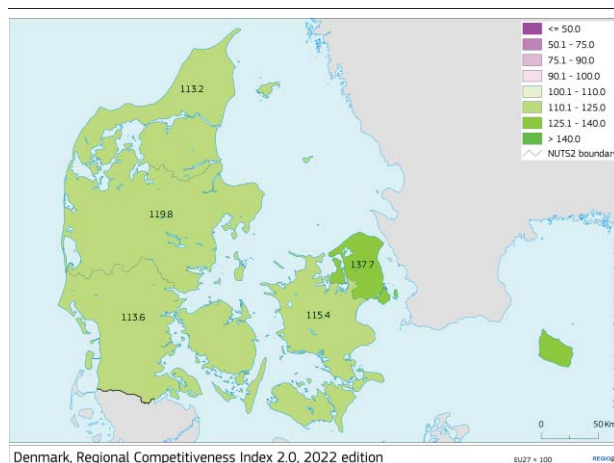 <= 50.0
50.1 - 75.0
75.1 - 90.0
90.1 - 100.0
100.1 - 110.0
110.1 - 125.0
125.1 - 140.0
> 140.0
NUTS2 boundary
113.2
119.8
137.7
115.4
113.6
0 50 Km
Denmark, Regional Competitiveness Index 2.0, 2022 edition
EU27 = 100